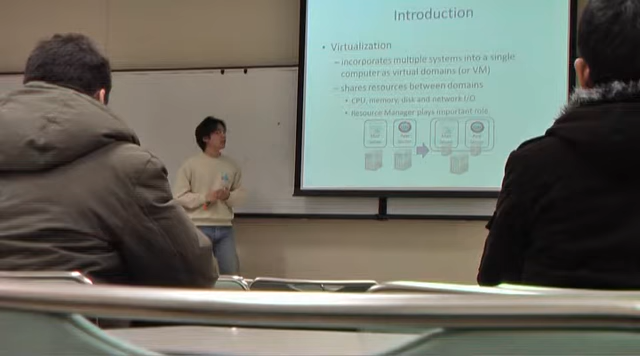 Introduction
• Virtualization
– incorporates multiple systems into a single
computer as virtual domains (or VM)
– shares resources between domains
• CPU, memory, disk and network I/O
• Resource Manager plays important role